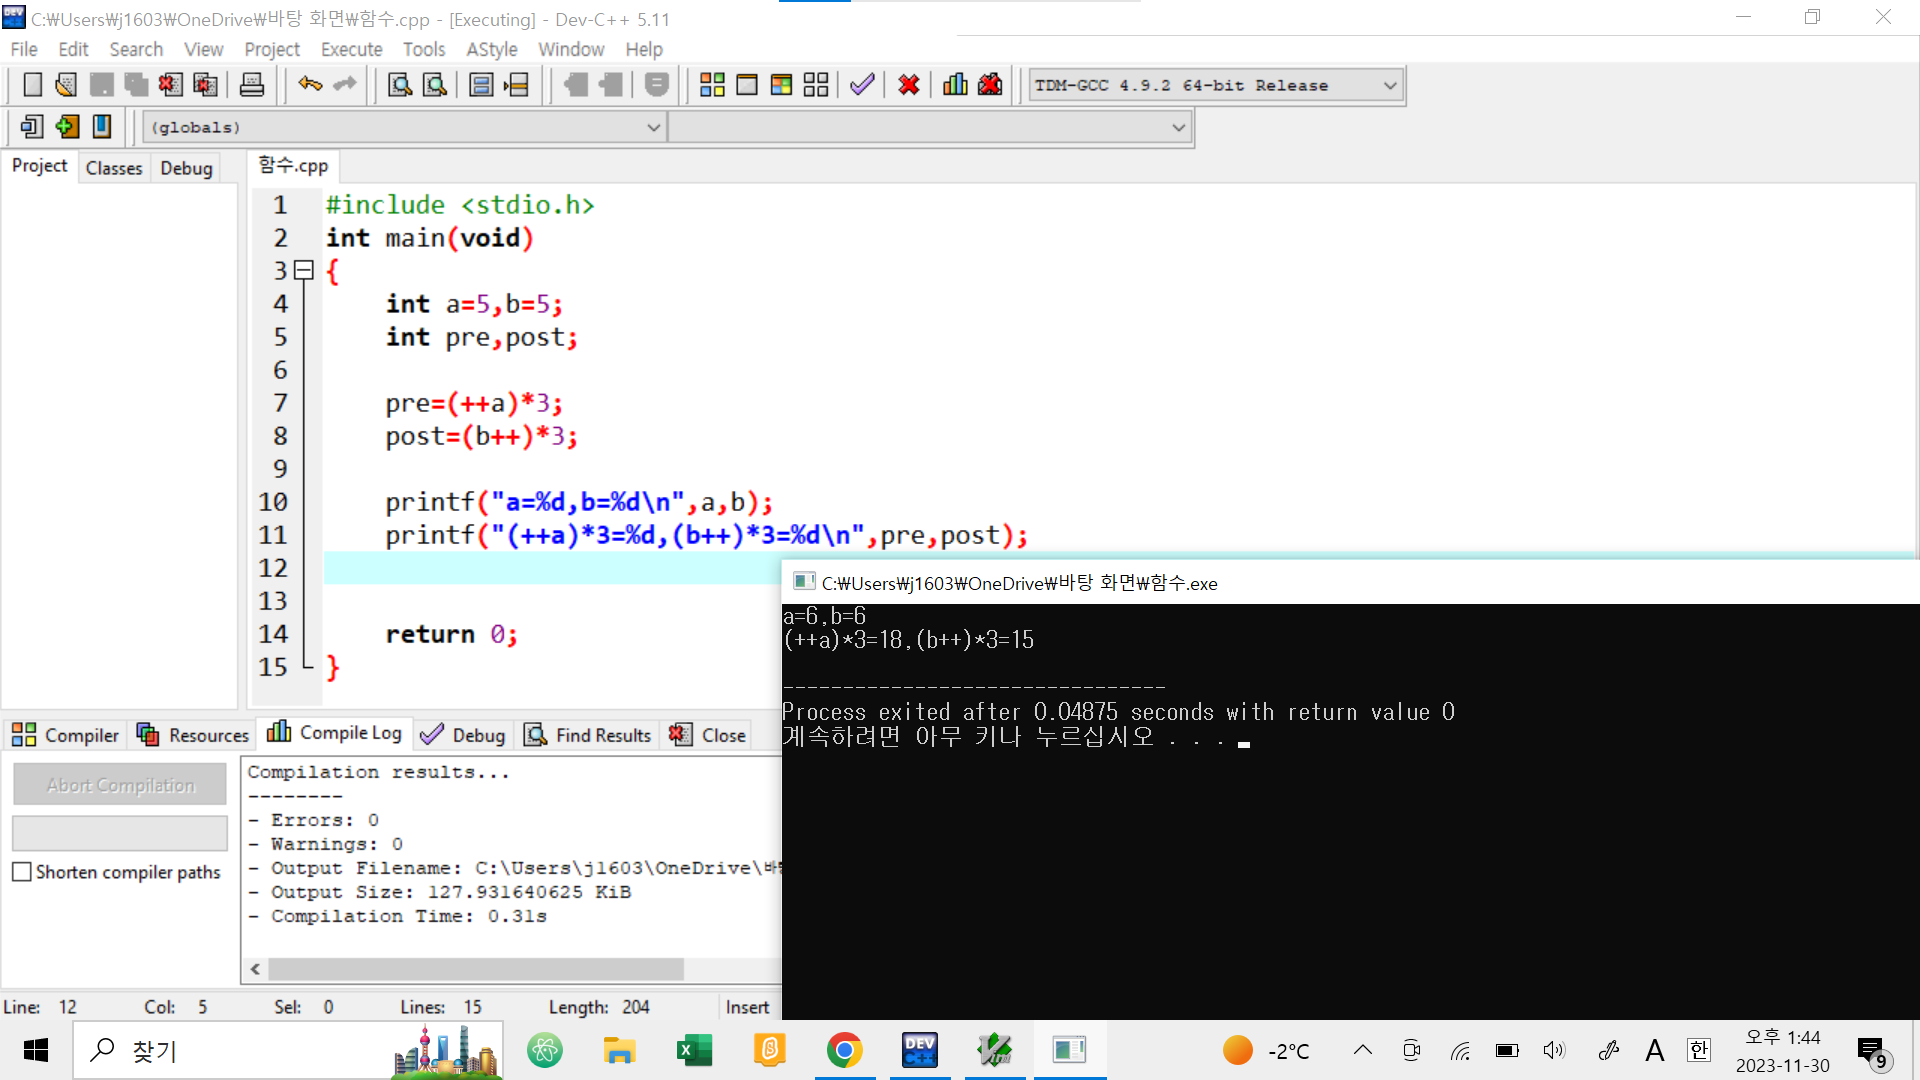 C:₩Users₩j1603₩OneDrive₩바탕 화면₩함수.cpp - [Executing] - Dev-C++ 5.11
File Edit Search View Project Execute Tools AStyle Window Help
TDM-GCC 4.9.2 64-bit Release
(globals)
Project Classes Debug
함수.cpp
1 #include <stdio.h>
2 int main(void)
3 {
4 int a=5,b=5;
5 int pre,post;
6
7 pre=(++a)*3;
8 post=(b++)*3;
9
10 printf("a=%d,b=%d\n",a,b);
11 printf("(++a)*3=%d,(b++)*3=%d\n",pre,post);
12
13
14 return 0;
15 }
C:₩Users₩j1603₩OneDrive₩바탕 화면₩함수.exe
a=6,b=6
(++a)*3=18,(b++)*3=15
--------------------------------
Process exited after 0.04875 seconds with return value 0
계속하려면 아무 키나 누르십시오 . . .
Compiler Resources Compile Log Debug Find Results Close
Abort Compilation
Shorten compiler paths
Compilation results...
--------
- Errors: 0
- Warnings: 0
- Output Filename: C:\Users\j1603\OneDrive\
- Output Size: 127.931640625 KiB
- Compilation Time: 0.31s
Line: 12 Col: 5 Sel: 0 Lines: 15 Length: 204 Insert
찾기
DEV C++
-2°C
A
한
오후 1:44
2023-11-30
9